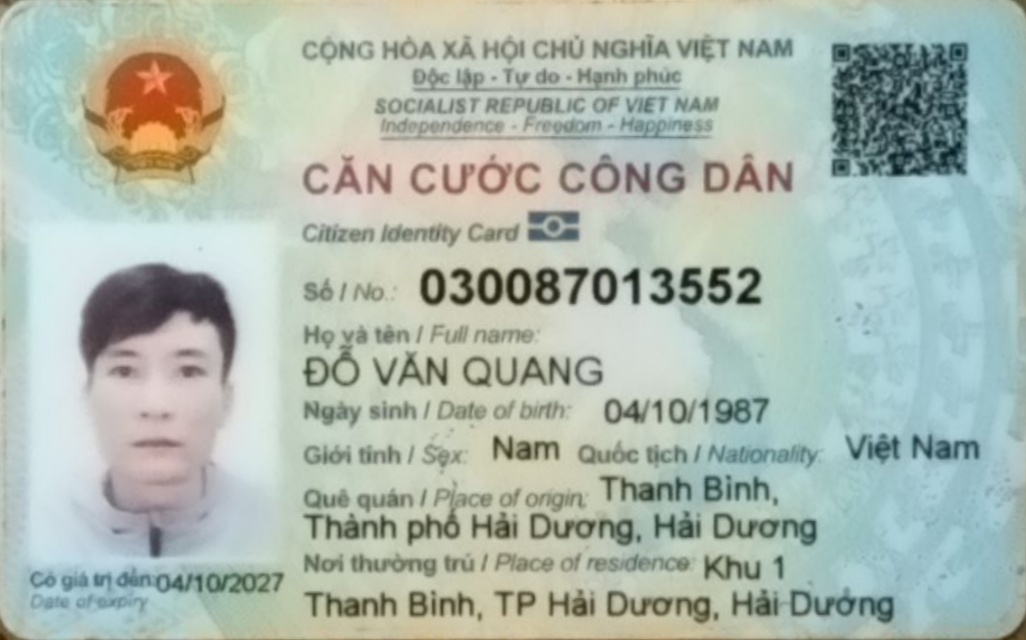 CỘNG HÒA XÃ HỘI CHỦ NGHĨA VIỆT NAM
Độc lập - Tự do - Hạnh phúc
SOCIALIST REPUBLIC OF VIET NAM
Independence - Freedom - Happiness
CĂN CƯỚC CÔNG DÂN
Citizen Identity Card
Số / No.: 030087013552
Họ và tên / Full name:
ĐỖ VĂN QUANG
Ngày sinh / Date of birth: 04/10/1987
Giới tính / Sex: Nam Quốc tịch / Nationality: Việt Nam
Quê quán / Place of origin: Thanh Bình,
Thành phố Hải Dương, Hải Dương
Nơi thường trú / Place of residence: Khu 1
Thanh Bình, TP Hải Dương, Hải Dương
Có giá trị đến: 04/10/2027
Date of expiry